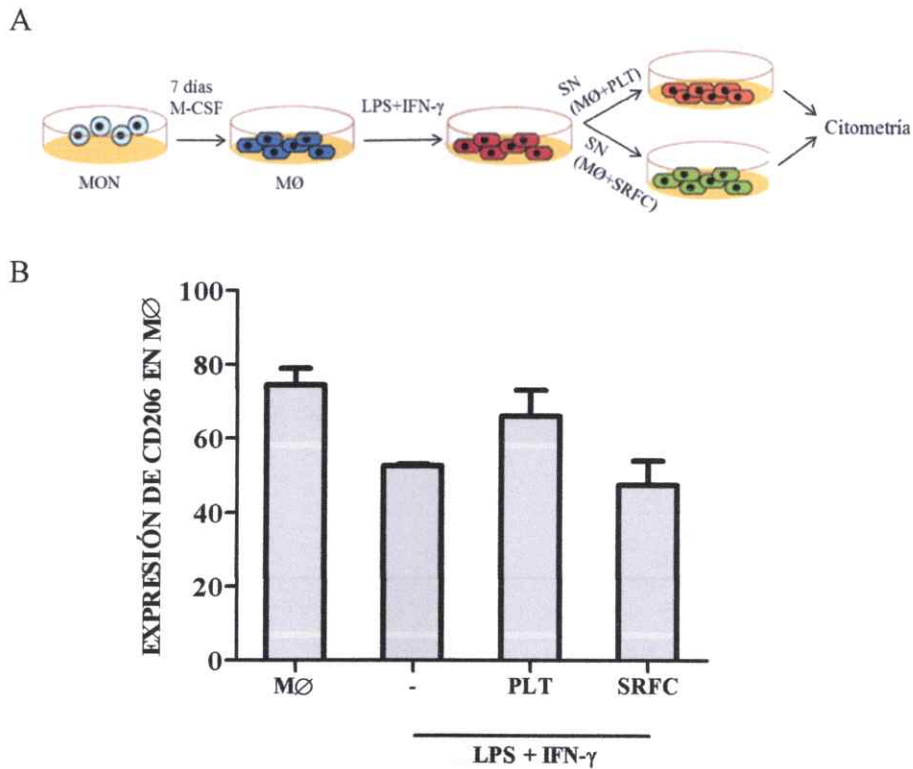 A
7 días
M-CSF
LPS+IFN-γ
SN
(MØ+PLT)
SN
(MØ+SRFC)
Citometría
MON
MØ
B
EXPRESIÓN DE CD206 EN MØ
100
80
60
40
20
0
MØ
-
PLT
SRFC
LPS + IFN-γ